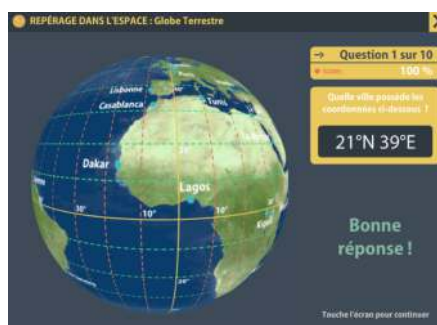 REPÉRAGE DANS L'ESPACE : Globe Terrestre
Question 1 sur 10
100 %
Quelle ville possède les
coordonnées ci-dessous ?
21°N 39°E
Lisbonne
Casablanca
Tunis
Dakar
Lagos
30°
10°
10°
Bonne
réponse !
Touche l'écran pour continuer